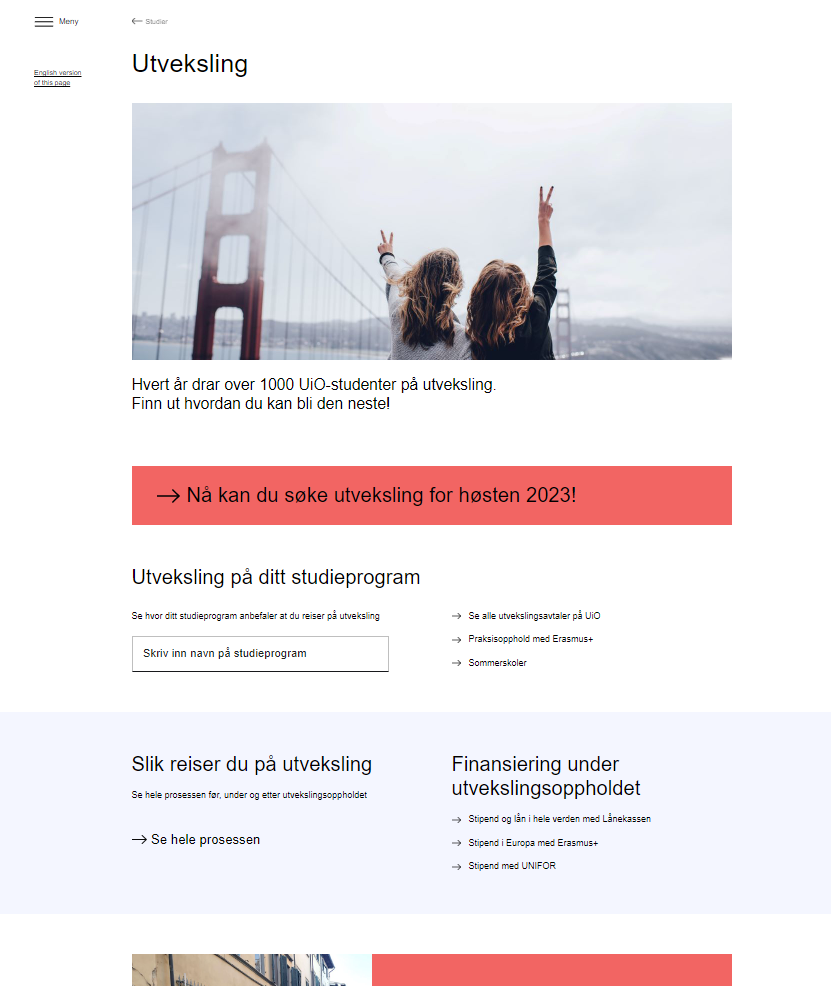 Meny
Studier
English version
of this page
Utveksling
Hvert år drar over 1000 UiO-studenter på utveksling.
Finn ut hvordan du kan bli den neste!
Nå kan du søke utveksling for høsten 2023!
Utveksling på ditt studieprogram
Se hvor ditt studieprogram anbefaler at du reiser på utveksling
Skriv inn navn på studieprogram
Se alle utvekslingsavtaler på UiO
Praksisopphold med Erasmus+
Sommerskoler
Slik reiser du på utveksling
Se hele prosessen før, under og etter utvekslingsoppholdet
Se hele prosessen
Finansiering under
utvekslingsoppholdet
Stipend og lån i hele verden med Lånekassen
Stipend i Europa med Erasmus+
Stipend med UNIFOR